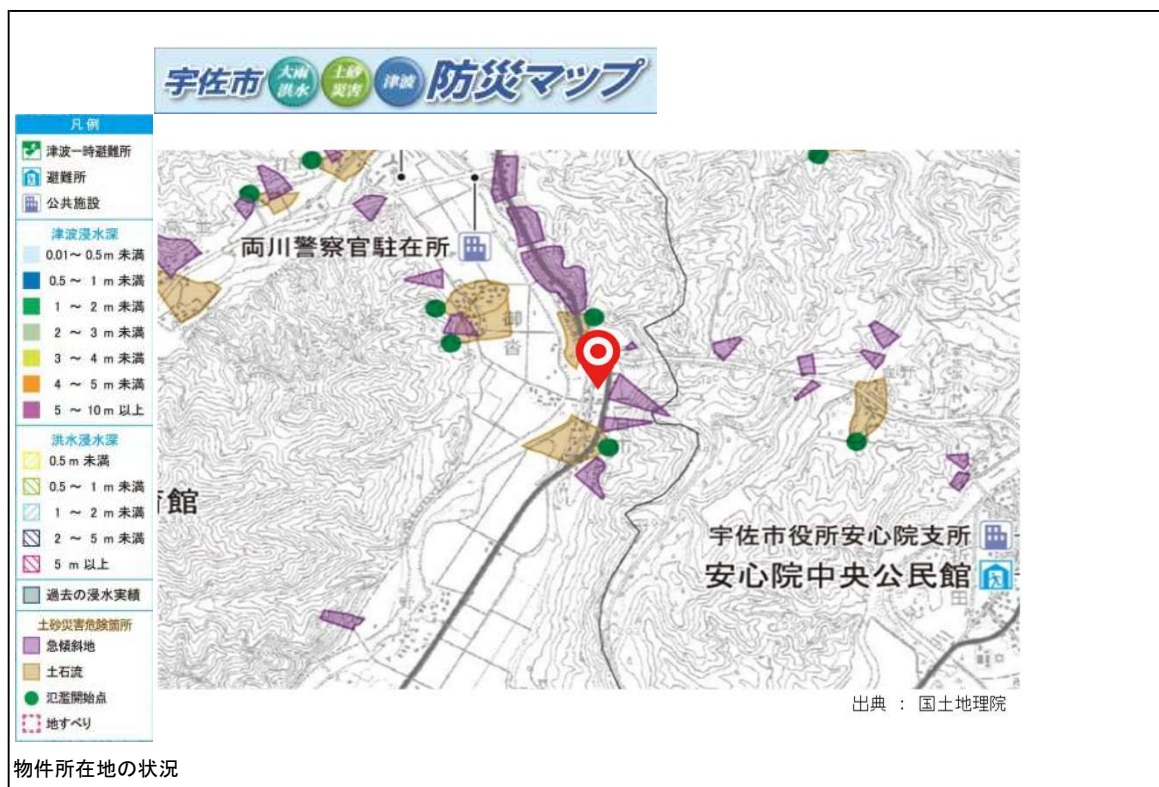 宇佐市 大雨洪水 土砂災害 津波 防災マップ
凡例
津波一時避難所
避難所
公共施設
津波浸水深
0.01～0.5m未満
0.5 ～ 1 m 未満
1 ～ 2 m 未満
2 ～ 3 m 未満
3 ～ 4 m 未満
4 ～ 5 m 未満
5 ～ 10 m 以上
洪水浸水深
0.5 m 未満
0.5 ～ 1 m 未満
1 ～ 2 m 未満
2 ～ 5 m 未満
5 m 以上
過去の浸水実績
土砂災害危険箇所
急傾斜地
土石流
氾濫開始点
地すべり
両川警察官駐在所
御沓
育館
野
宇佐市役所安心院支所
安心院中央公民館
田
出典 ： 国土地理院
物件所在地の状況